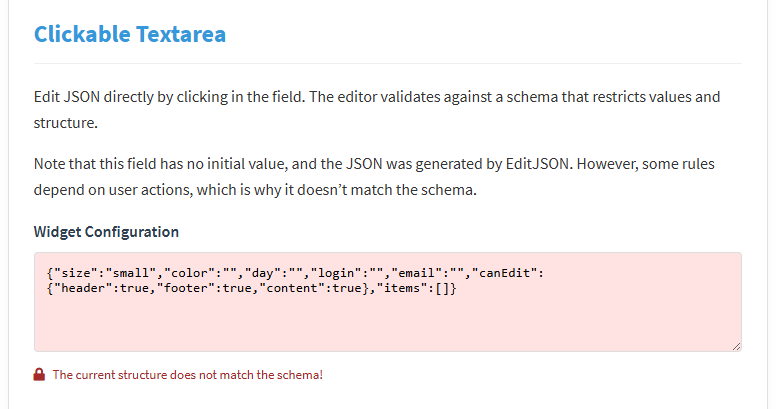 Clickable Textarea
Edit JSON directly by clicking in the field. The editor validates against a schema that restricts values and
structure.
Note that this field has no initial value, and the JSON was generated by EditJSON. However, some rules
depend on user actions, which is why it doesn’t match the schema.
Widget Configuration
{"size":"small","color":"","day":"","login":"","email":"","canEdit":
{"header":true,"footer":true,"content":true},"items":[]}
The current structure does not match the schema!